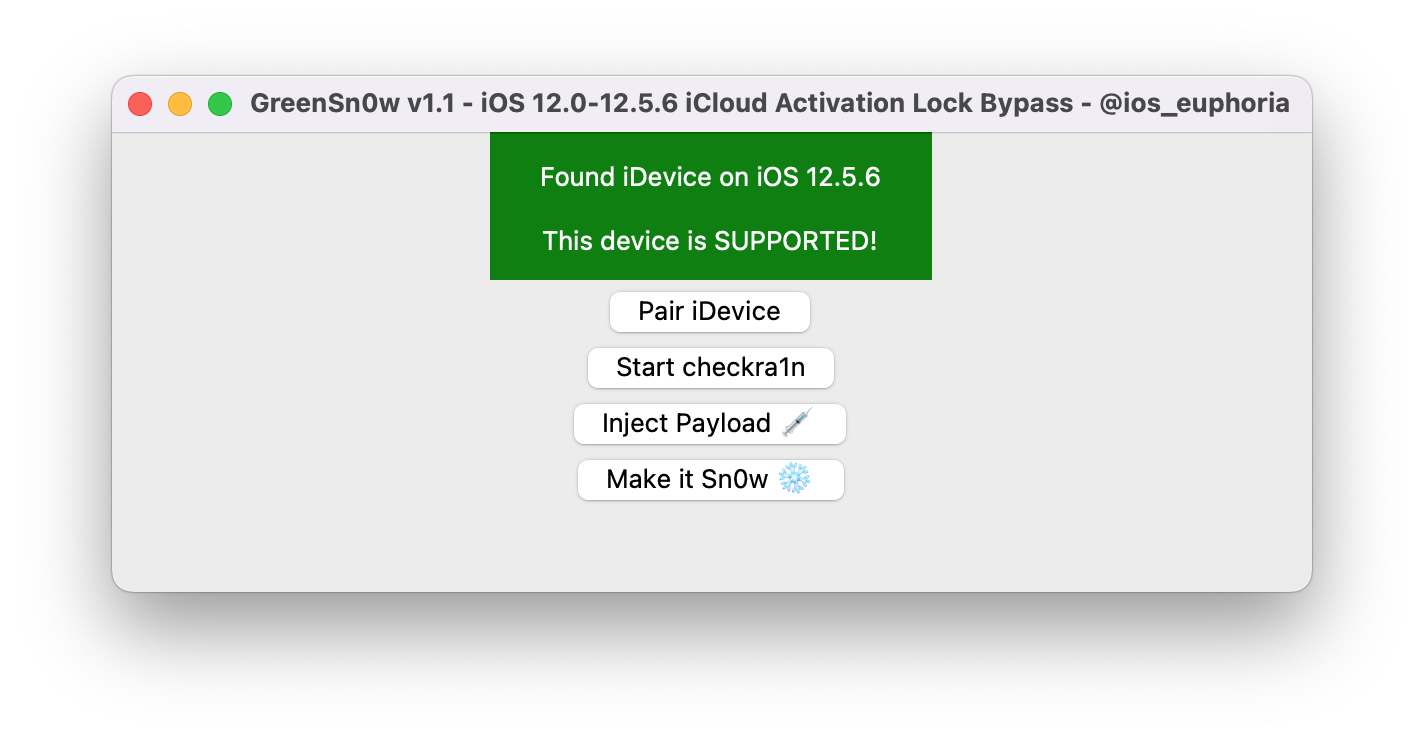 GreenSn0w v1.1 - iOS 12.0-12.5.6 iCloud Activation Lock Bypass - @ios_euphoria
Found iDevice on iOS 12.5.6
This device is SUPPORTED!
Pair iDevice
Start checkra1n
Inject Payload 💉
Make it Sn0w ❄️